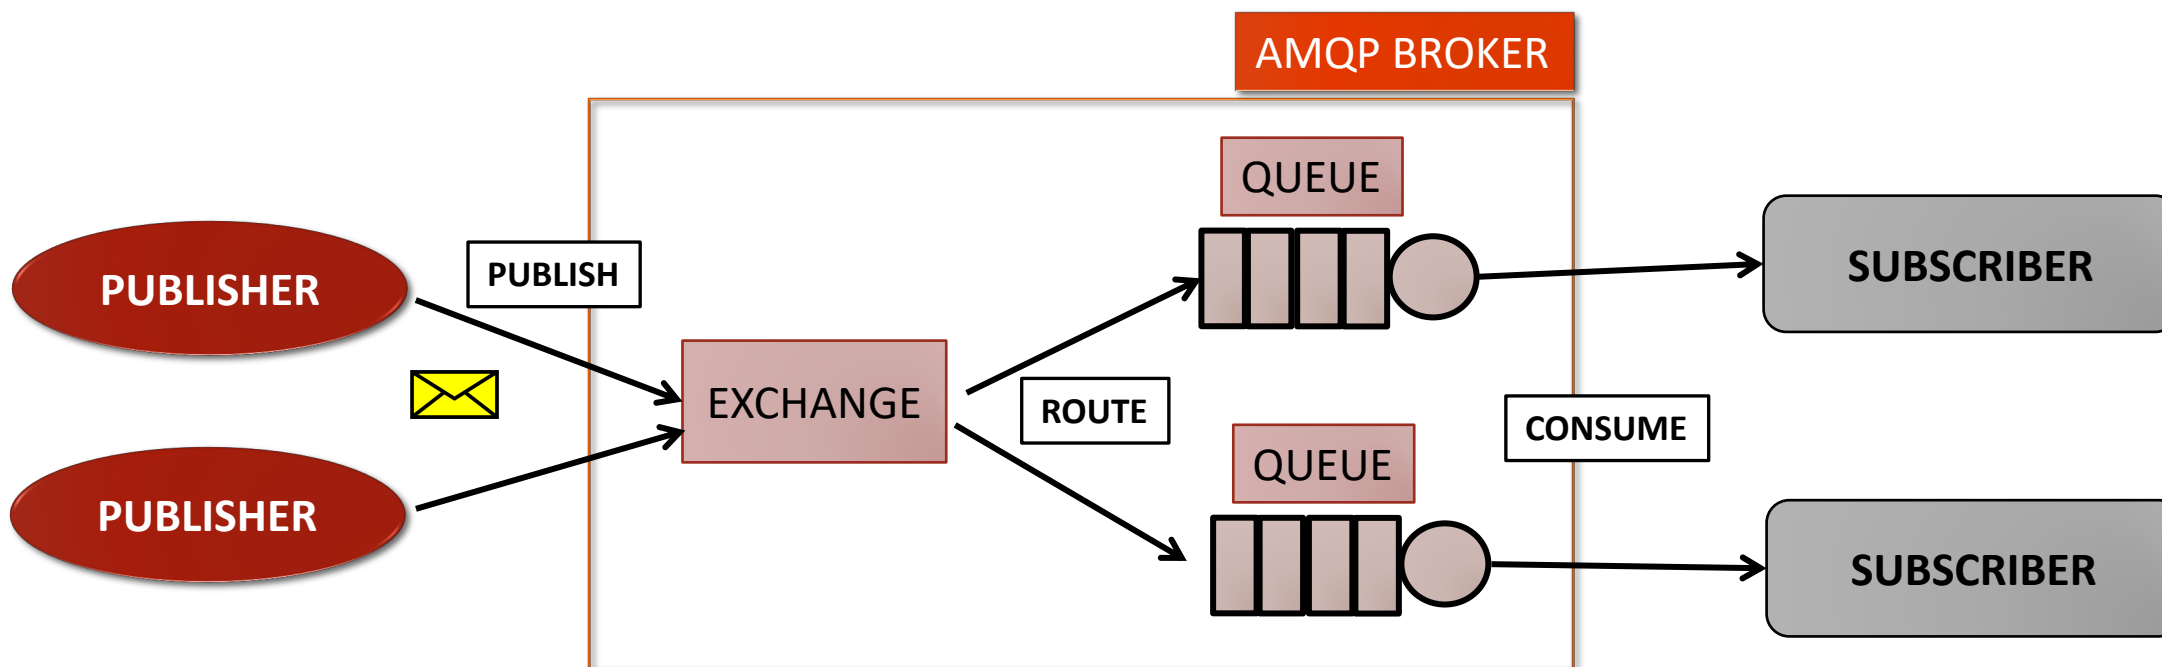 AMQP BROKER
QUEUE
PUBLISHER
PUBLISH
SUBSCRIBER
EXCHANGE
ROUTE
CONSUME
QUEUE
PUBLISHER
SUBSCRIBER